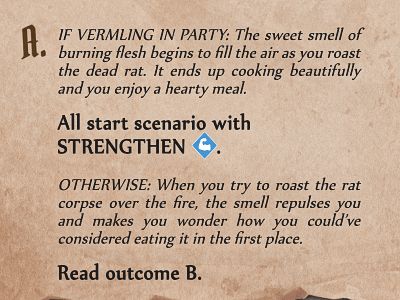 A. IF VERMLING IN PARTY: The sweet smell of
burning flesh begins to fill the air as you roast
the dead rat. It ends up cooking beautifully
and you enjoy a hearty meal.
All start scenario with
STRENGTHEN.
OTHERWISE: When you try to roast the rat
corpse over the fire, the smell repulses you
and makes you wonder how you could’ve
considered eating it in the first place.
Read outcome B.